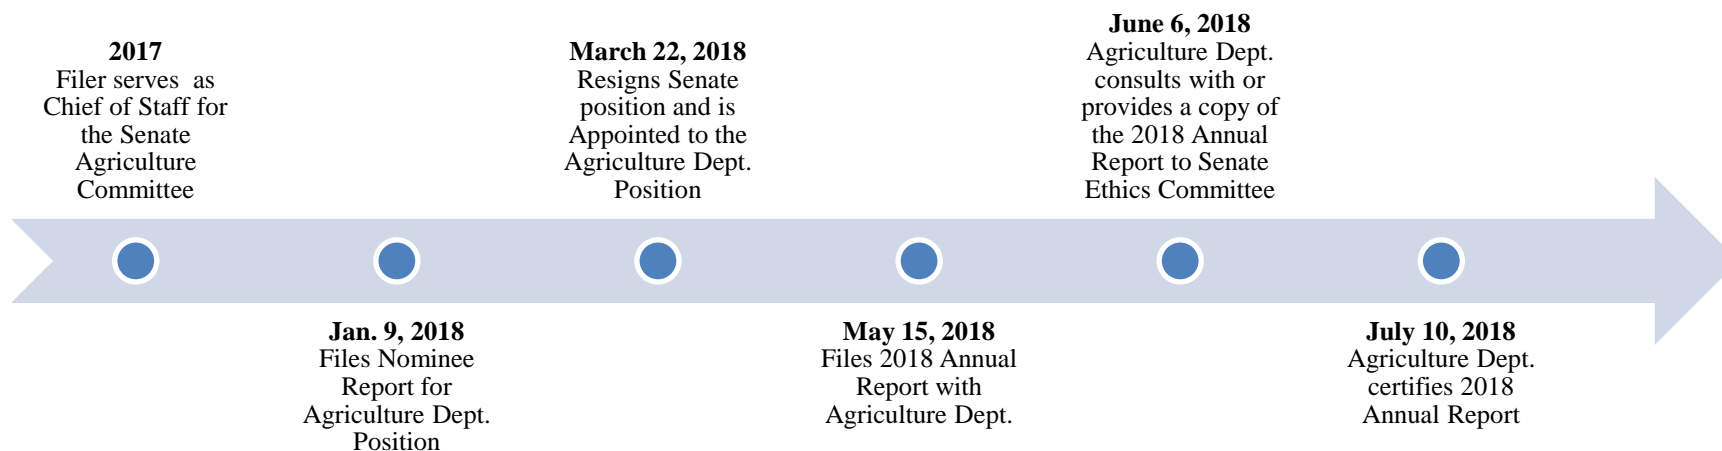 2017
Filer serves as
Chief of Staff for
the Senate
Agriculture
Committee
Jan. 9, 2018
Files Nominee
Report for
Agriculture Dept.
Position
March 22, 2018
Resigns Senate
position and is
Appointed to the
Agriculture Dept.
Position
May 15, 2018
Files 2018 Annual
Report with
Agriculture Dept.
June 6, 2018
Agriculture Dept.
consults with or
provides a copy of
the 2018 Annual
Report to Senate
Ethics Committee
July 10, 2018
Agriculture Dept.
certifies 2018
Annual Report